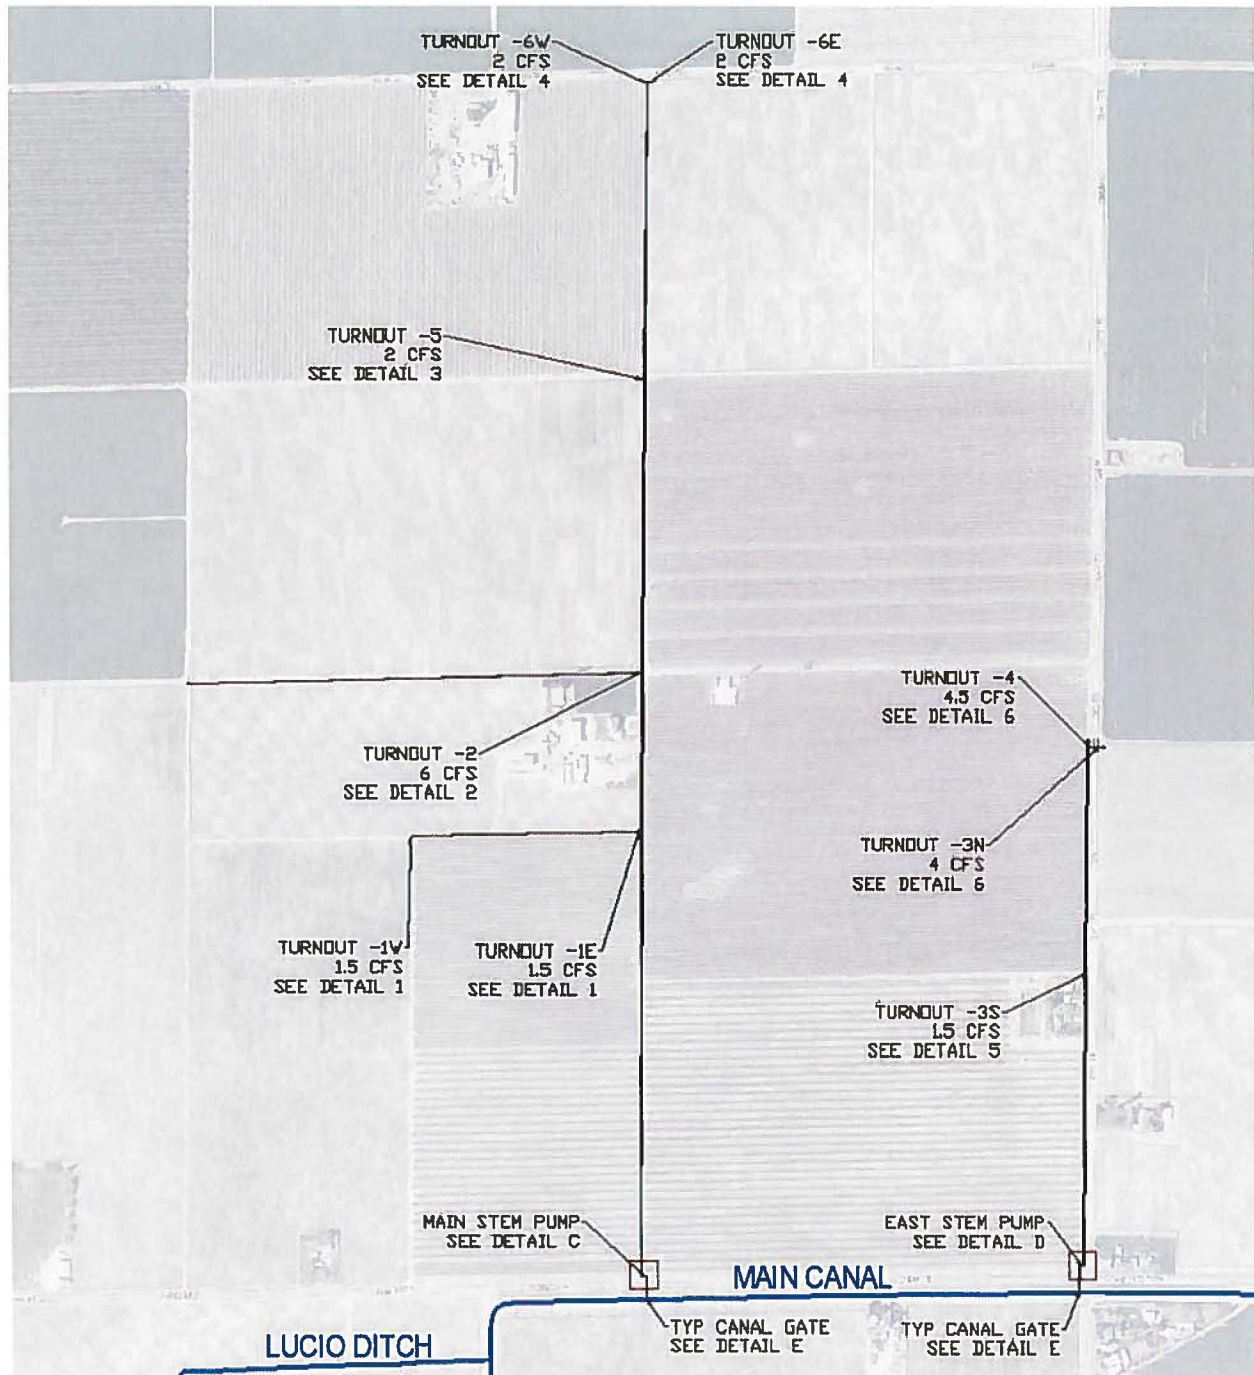 TURNOUT -6W
2 CFS
SEE DETAIL 4
TURNOUT -6E
2 CFS
SEE DETAIL 4
TURNOUT -5
2 CFS
SEE DETAIL 3
TURNOUT -4
4.5 CFS
SEE DETAIL 6
TURNOUT -2
6 CFS
SEE DETAIL 2
TURNOUT -3N
4 CFS
SEE DETAIL 6
TURNOUT -1W
1.5 CFS
SEE DETAIL 1
TURNOUT -1E
1.5 CFS
SEE DETAIL 1
TURNOUT -3S
1.5 CFS
SEE DETAIL 5
MAIN STEM PUMP
SEE DETAIL C
EAST STEM PUMP
SEE DETAIL D
MAIN CANAL
TYP CANAL GATE
SEE DETAIL E
TYP CANAL GATE
SEE DETAIL E
LUCIO DITCH